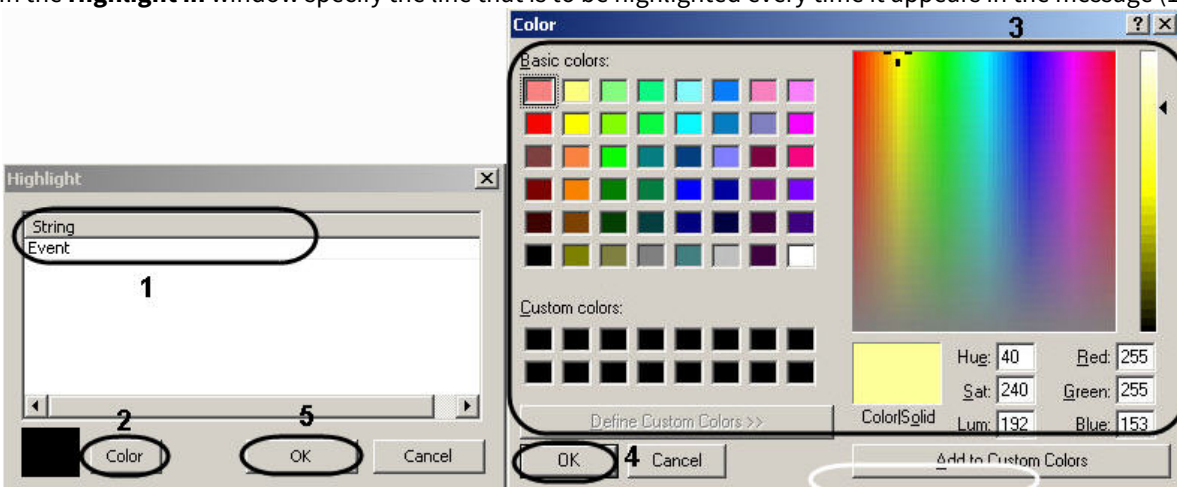 In the Highlight in window specify the line that is to be highlighted every time it appears in the message (1
Color 3 ? X
Basic colors:
Highlight X
String
Event
1
Custom colors:
Hue: 40 Red: 255
Sat: 240 Green: 255
Color|Solid Lum: 192 Blue: 153
2 5
Define Custom Colors >>
Color OK Cancel
OK 4 Cancel Add to Custom Colors